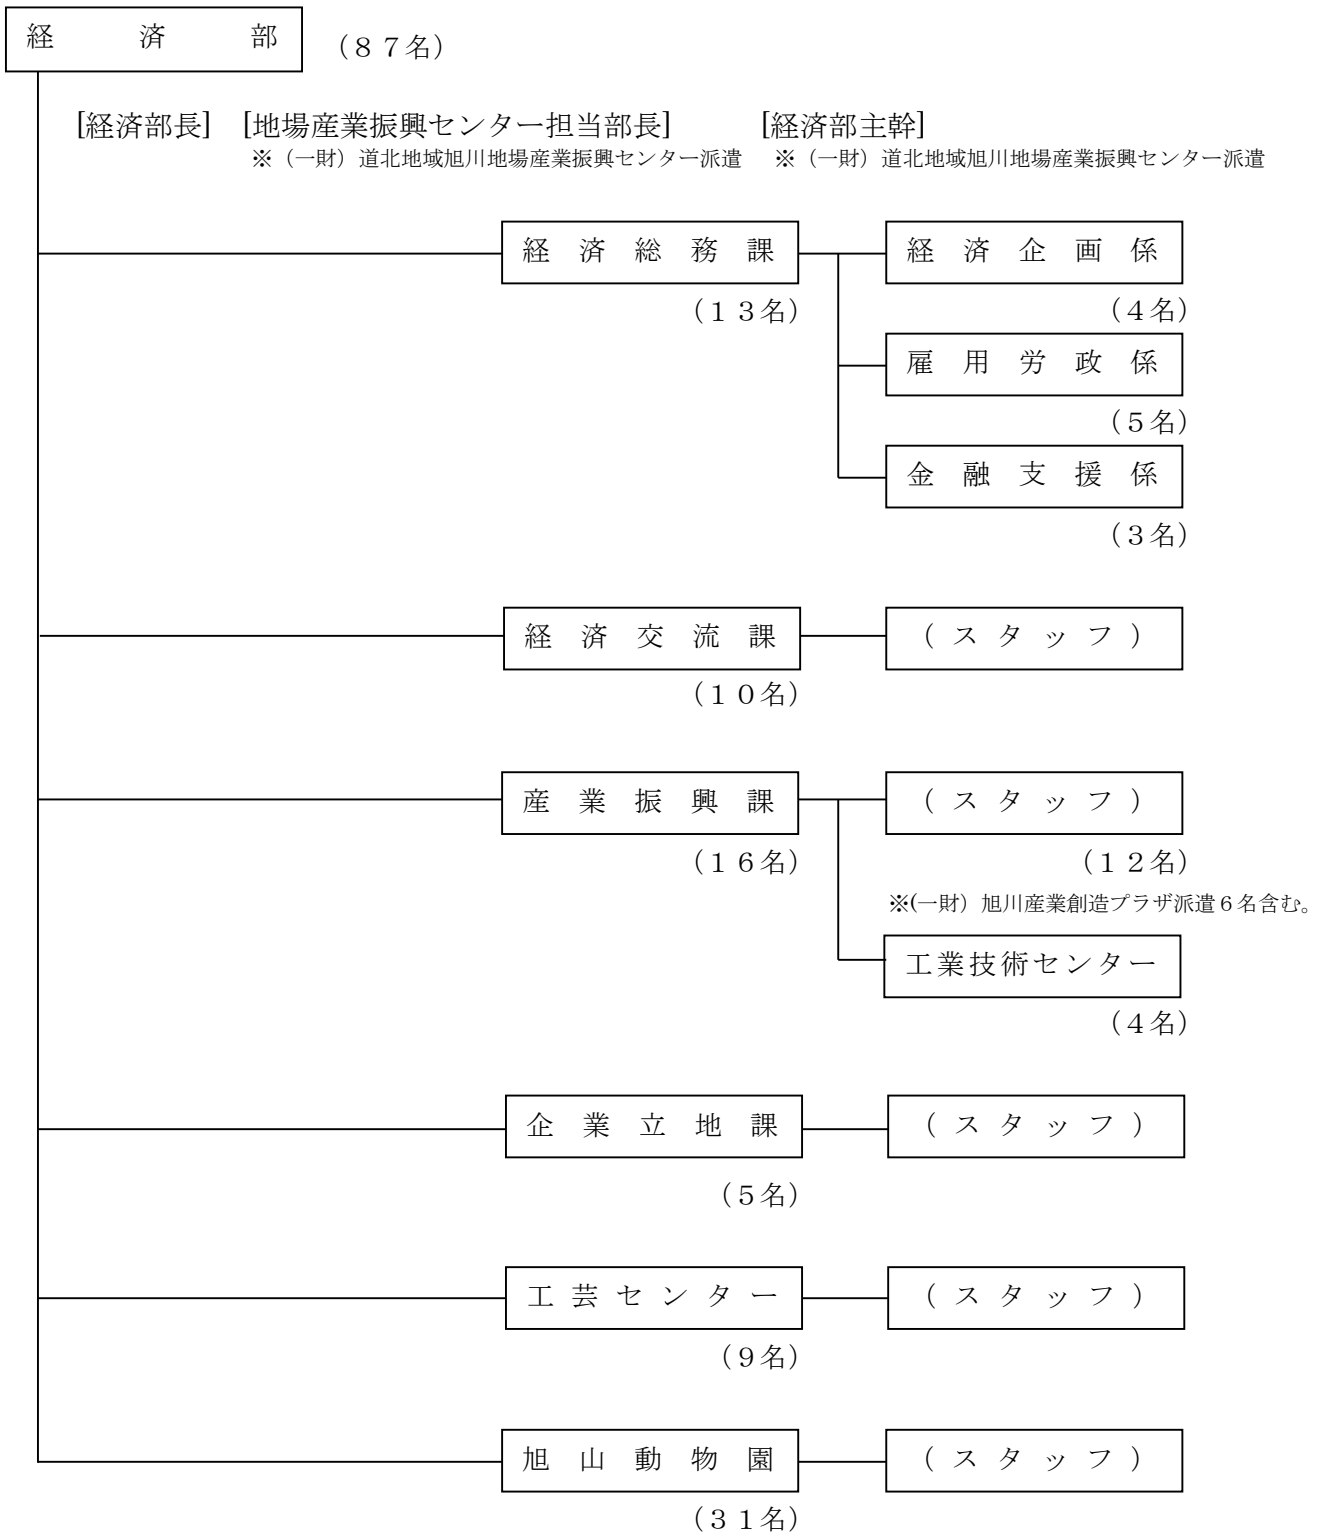 経済部 （８７名）
[経済部長] [地場産業振興センター担当部長] [経済部主幹]
※（一財）道北地域旭川地場産業振興センター派遣 ※（一財）道北地域旭川地場産業振興センター派遣
経済総務課 経済企画係
（１３名） （４名）
雇用労政係
（５名）
金融支援係
（３名）
経済交流課 （スタッフ）
（１０名）
産業振興課 （スタッフ）
（１６名） （１２名）
※(一財）旭川産業創造プラザ派遣６名含む。
工業技術センター
（４名）
企業立地課 （スタッフ）
（５名）
工芸センター （スタッフ）
（９名）
旭山動物園 （スタッフ）
（３１名）